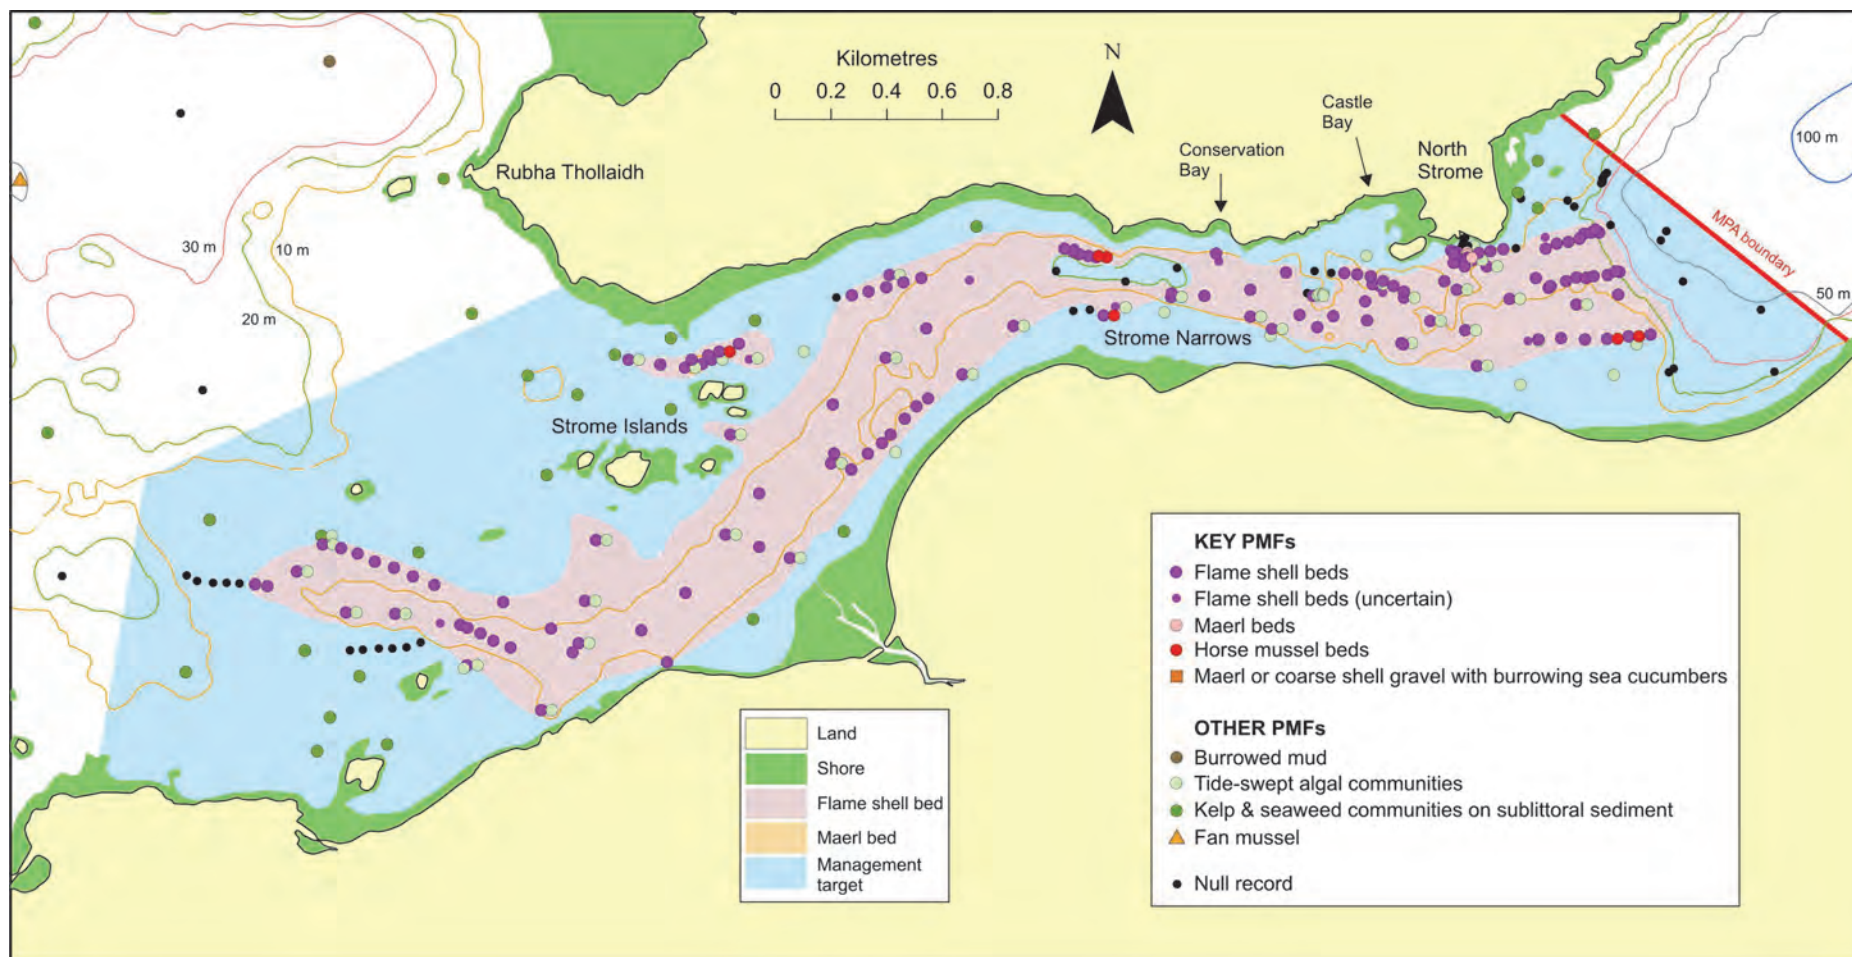 Kilometres
0 0.2 0.4 0.6 0.8
N
Castle
Bay
Conservation
Bay
North
Strome
100 m
Rubha Thollaidh
MPA boundary
30 m
10 m
20 m
50 m
Strome Narrows
Strome Islands
KEY PMFs
Flame shell beds
Flame shell beds (uncertain)
Maerl beds
Horse mussel beds
Maerl or coarse shell gravel with burrowing sea cucumbers
OTHER PMFs
Burrowed mud
Tide-swept algal communities
Kelp & seaweed communities on sublittoral sediment
Fan mussel
Null record
Land
Shore
Flame shell bed
Maerl bed
Management
target